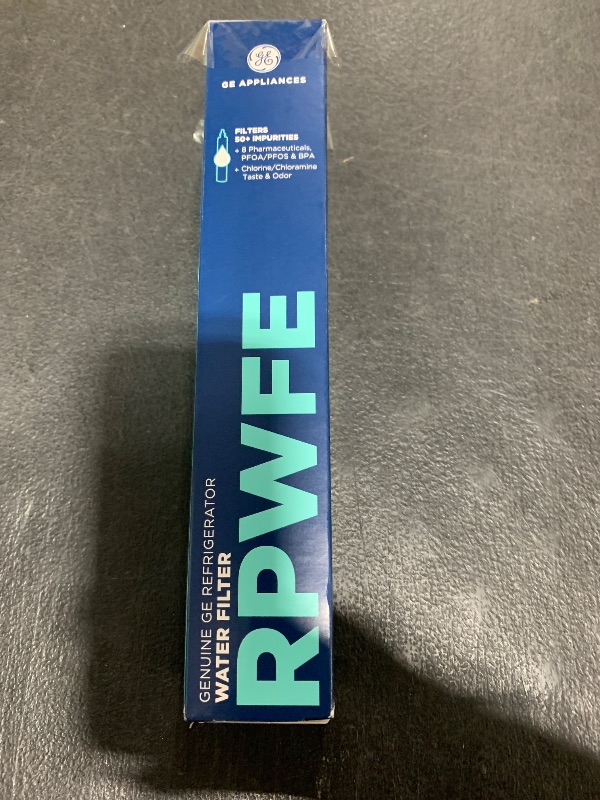 GE
GE APPLIANCES
FILTERS
50+ IMPURITIES
+ 8 Pharmaceuticals,
PFOA/PFOS & BPA
+ Chlorine/Chloramine
Taste & Odor
GENUINE GE REFRIGERATOR
WATER FILTER
RPWFE